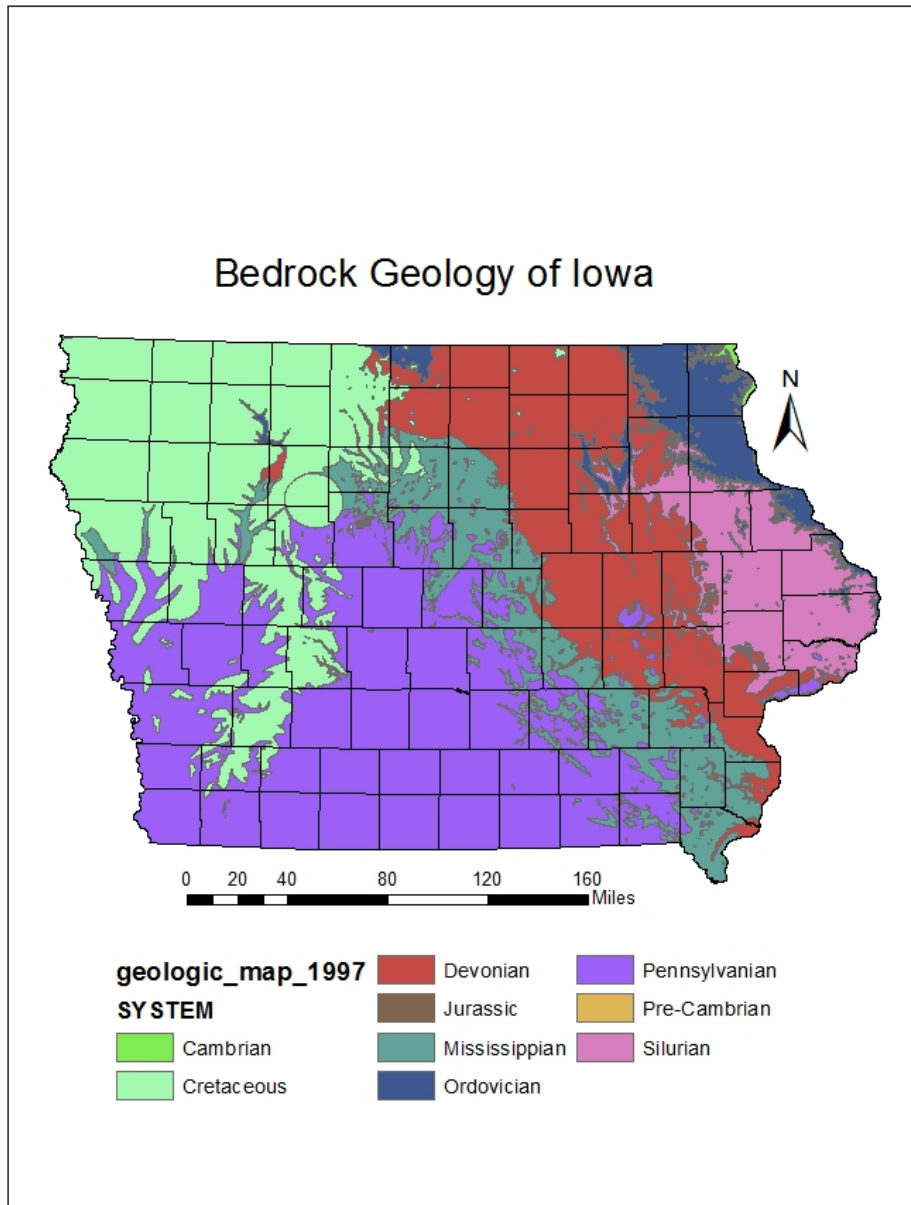 Bedrock Geology of Iowa
N
0 20 40 80 120 160
Miles
geologic_map_1997
SYSTEM
Cambrian
Cretaceous
Devonian
Jurassic
Mississippian
Ordovician
Pennsylvanian
Pre-Cambrian
Silurian